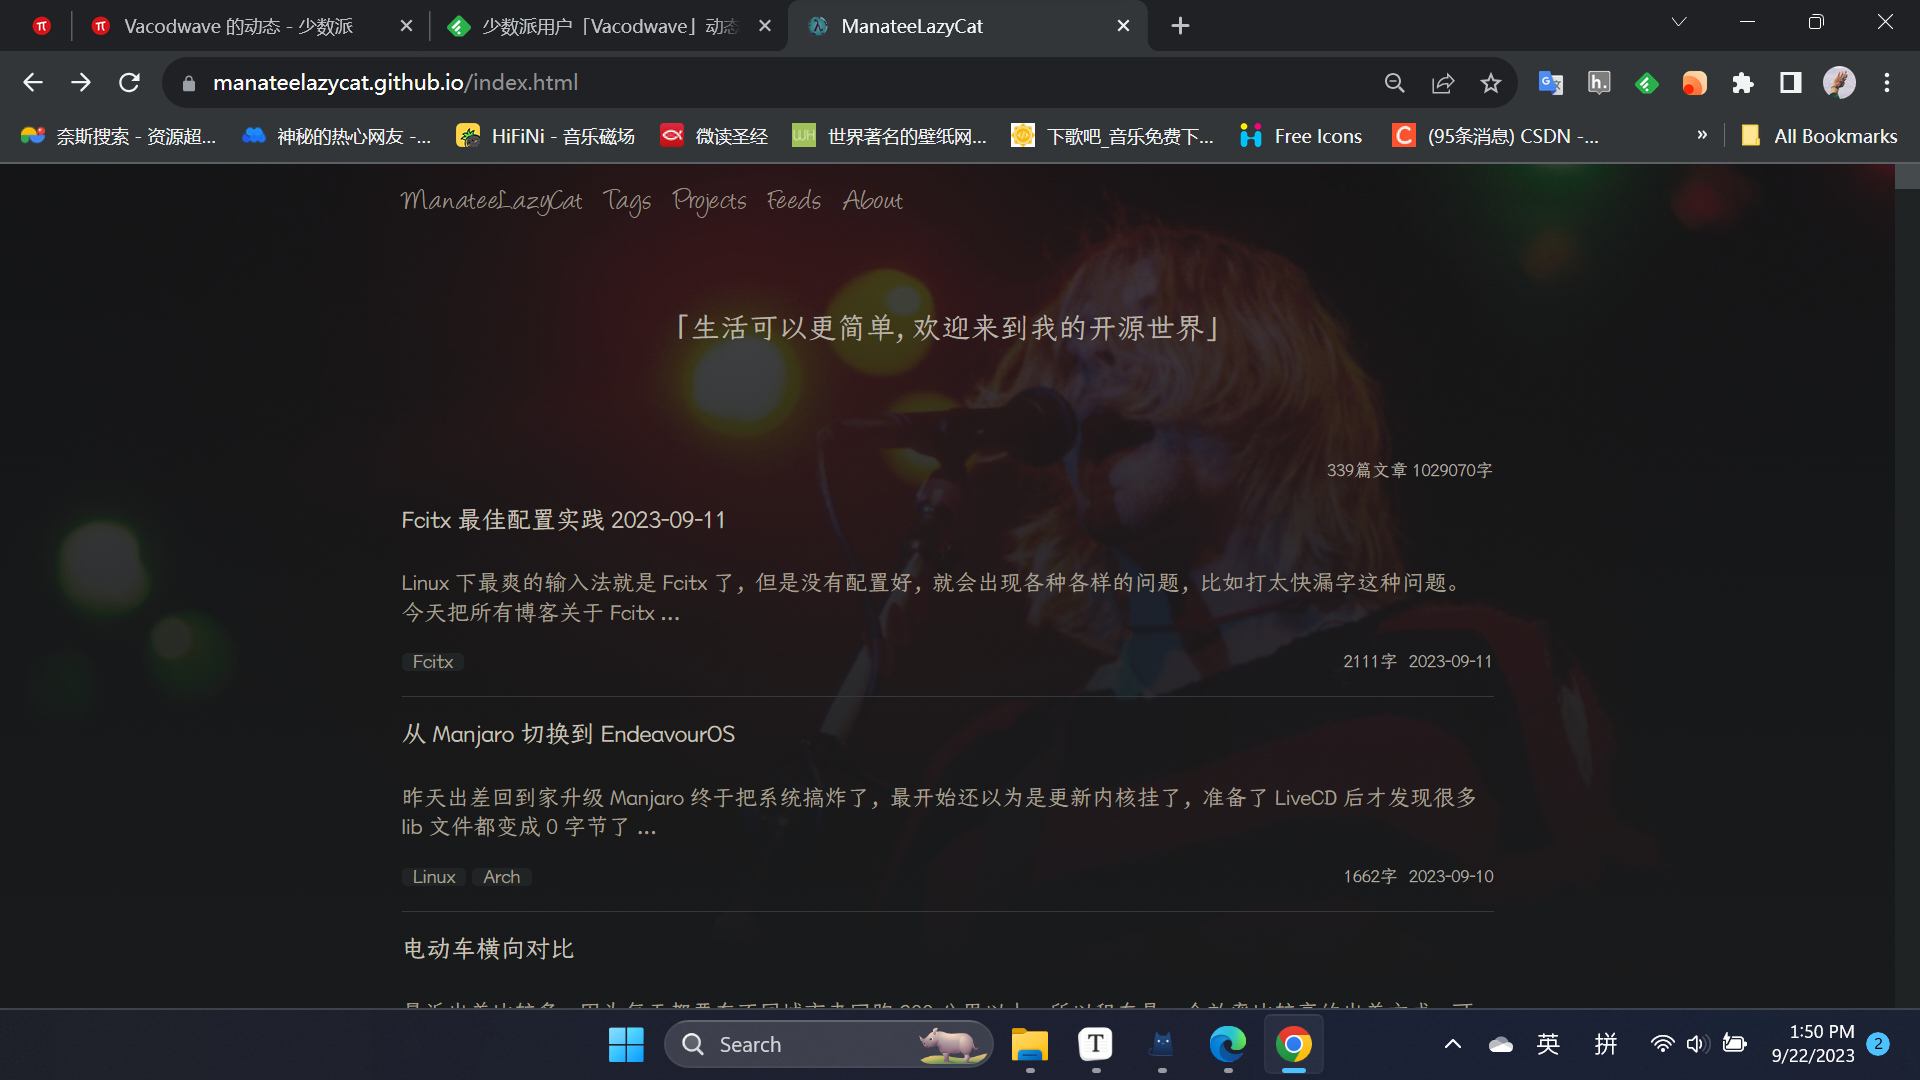 Vacodwave 的动态 - 少数派
少数派用户「Vacodwave」动态
ManateeLazyCat
manateelazycat.github.io/index.html
奈斯搜索 - 资源超...
神秘的热心网友 -...
HiFiNi - 音乐磁场
微读圣经
世界著名的壁纸网...
下歌吧_音乐免费下...
Free Icons
(95条消息) CSDN -...
All Bookmarks
ManateeLazyCat Tags Projects Feeds About
「生活可以更简单, 欢迎来到我的开源世界」
339篇文章 1029070字
Fcitx 最佳配置实践 2023-09-11
Linux 下最爽的输入法就是 Fcitx 了，但是没有配置好，就会出现各种各样的问题，比如打太快漏字这种问题。
今天把所有博客关于 Fcitx ...
Fcitx
2111字 2023-09-11
从 Manjaro 切换到 EndeavourOS
昨天出差回到家升级 Manjaro 终于把系统搞炸了，最开始还以为是更新内核挂了，准备了 LiveCD 后才发现很多
lib 文件都变成 0 字节了 ...
Linux Arch
1662字 2023-09-10
电动车横向对比
Search
英
拼
1:50 PM
9/22/2023
2